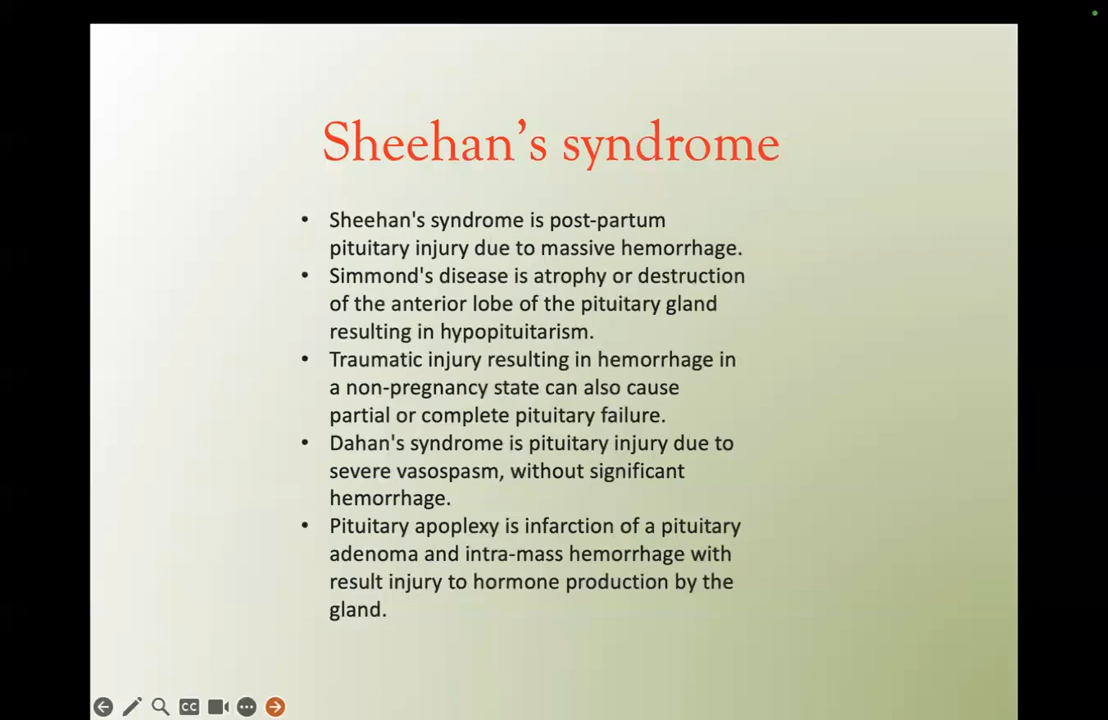 Sheehan's syndrome
• Sheehan's syndrome is post-partum
pituitary injury due to massive hemorrhage.
• Simmond's disease is atrophy or destruction
of the anterior lobe of the pituitary gland
resulting in hypopituitarism.
• Traumatic injury resulting in hemorrhage in
a non-pregnancy state can also cause
partial or complete pituitary failure.
• Dahan's syndrome is pituitary injury due to
severe vasospasm, without significant
hemorrhage.
• Pituitary apoplexy is infarction of a pituitary
adenoma and intra-mass hemorrhage with
result injury to hormone production by the
gland.
CC